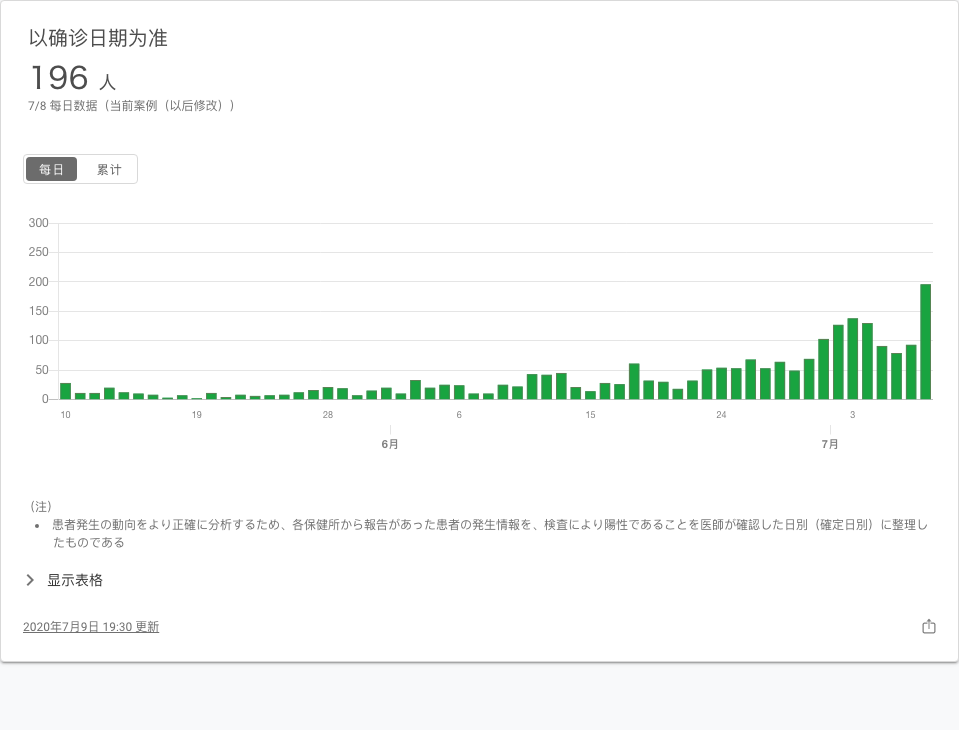 以确诊日期为准
196 人
7/8 每日数据（当前案例（以后修改））
每日 累计
300
250
200
150
100
50
0
10 19 28 6 15 24 3
6月 7月
（注）
• 患者発生の動向をより正確に分析するため、各保健所から報告があった患者の発生情報を、検査により陽性であることを医師が確認した日別（確定日別）に整理し
たものである
显示表格
2020年7月9日 19:30 更新